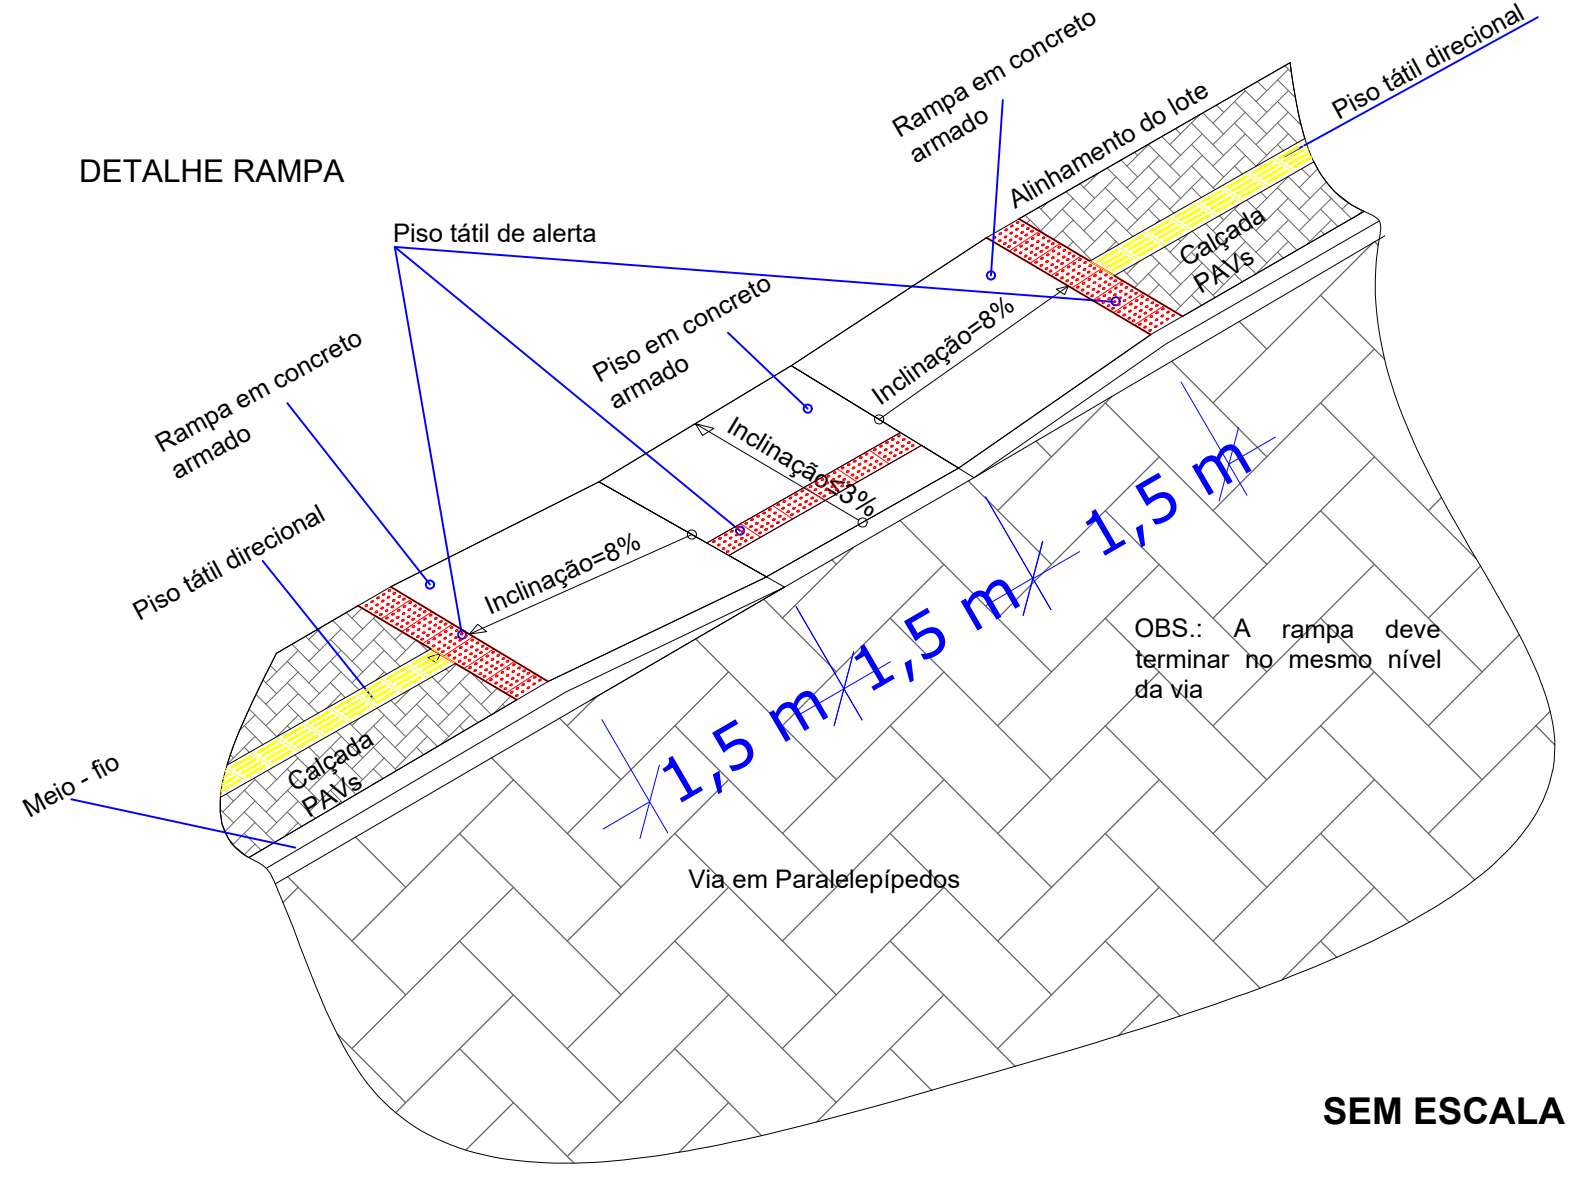 Rampa em concreto
armado
Piso tátil direcional
Alinhamento do lote
DETALHE RAMPA
Piso tátil de alerta
Calçada
PAVs
Piso em concreto
armado
Inclinação=8%
Rampa em concreto
armado
Inclinação≤3%
Piso tátil direcional
Inclinação=8%
1,5 m
1,5 m
1,5 m
OBS.: A rampa deve
terminar no mesmo nível
da via
Calçada
PAVs
Meio - fio
Via em Paralelepípedos
SEM ESCALA